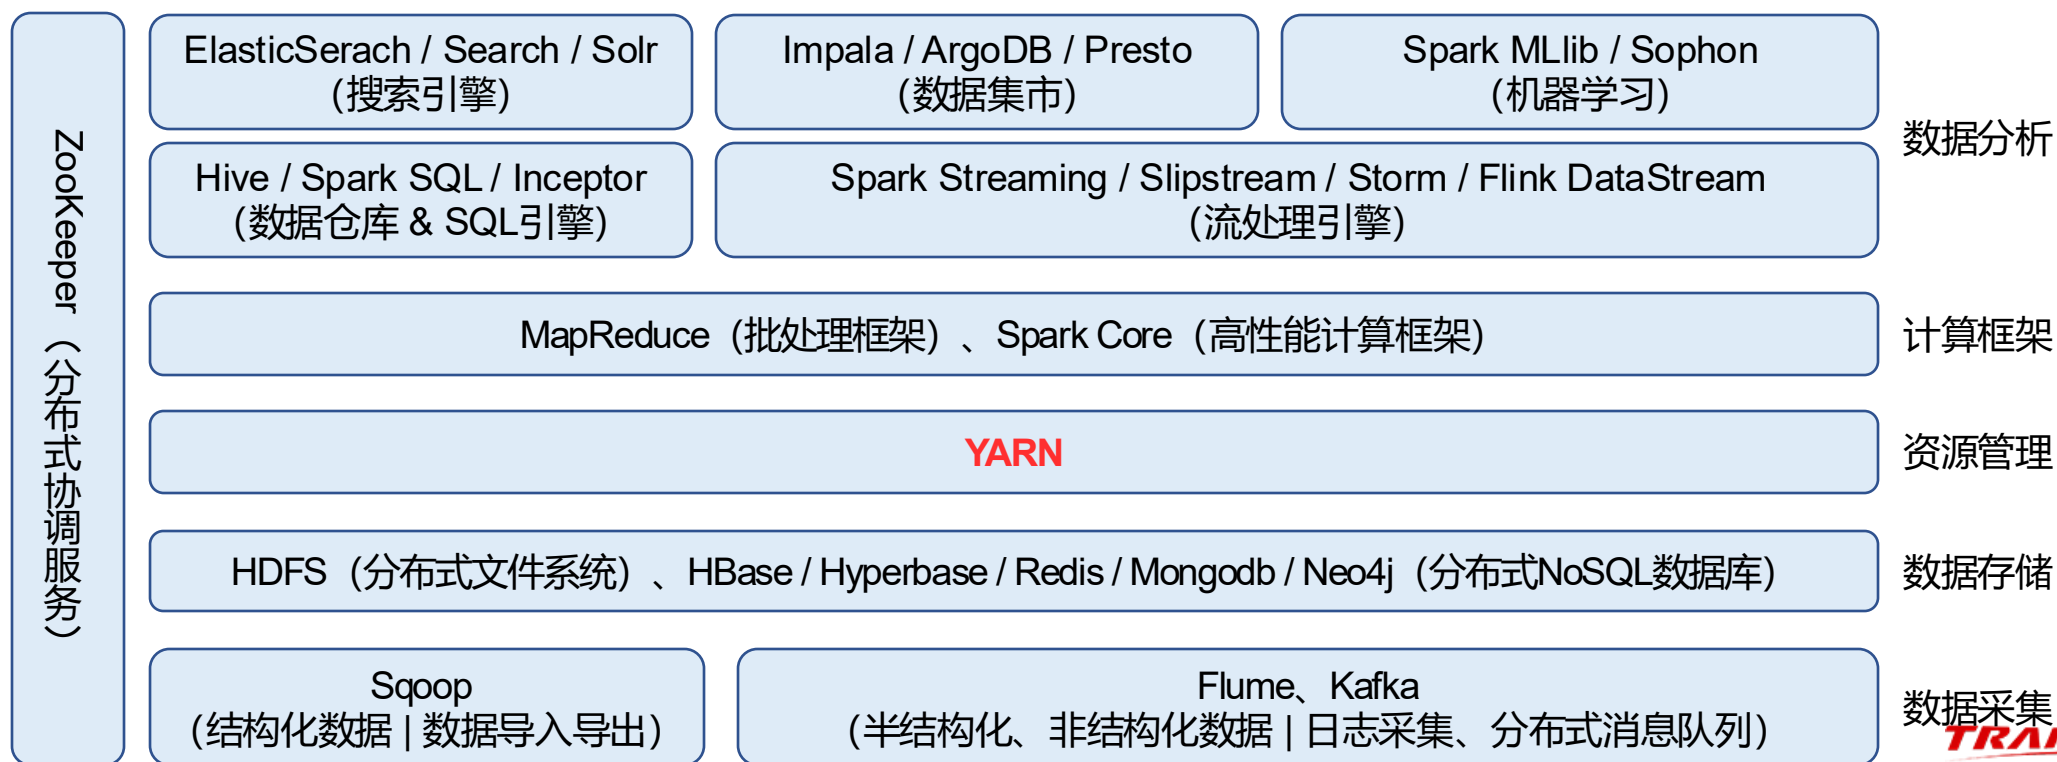 ZooKeeper（分布式协调服务）
ElasticSerach / Search / Solr
（搜索引擎）
Impala / ArgoDB / Presto
（数据集市）
Spark MLlib / Sophon
（机器学习）
Hive / Spark SQL / Inceptor
（数据仓库 & SQL引擎）
Spark Streaming / Slipstream / Storm / Flink DataStream
（流处理引擎）
数据分析
MapReduce（批处理框架）、Spark Core（高性能计算框架）
计算框架
YARN
资源管理
HDFS（分布式文件系统）、HBase / Hyperbase / Redis / Mongodb / Neo4j（分布式NoSQL数据库）
数据存储
Sqoop
（结构化数据 | 数据导入导出）
Flume、Kafka
（半结构化、非结构化数据 | 日志采集、分布式消息队列）
数据采集